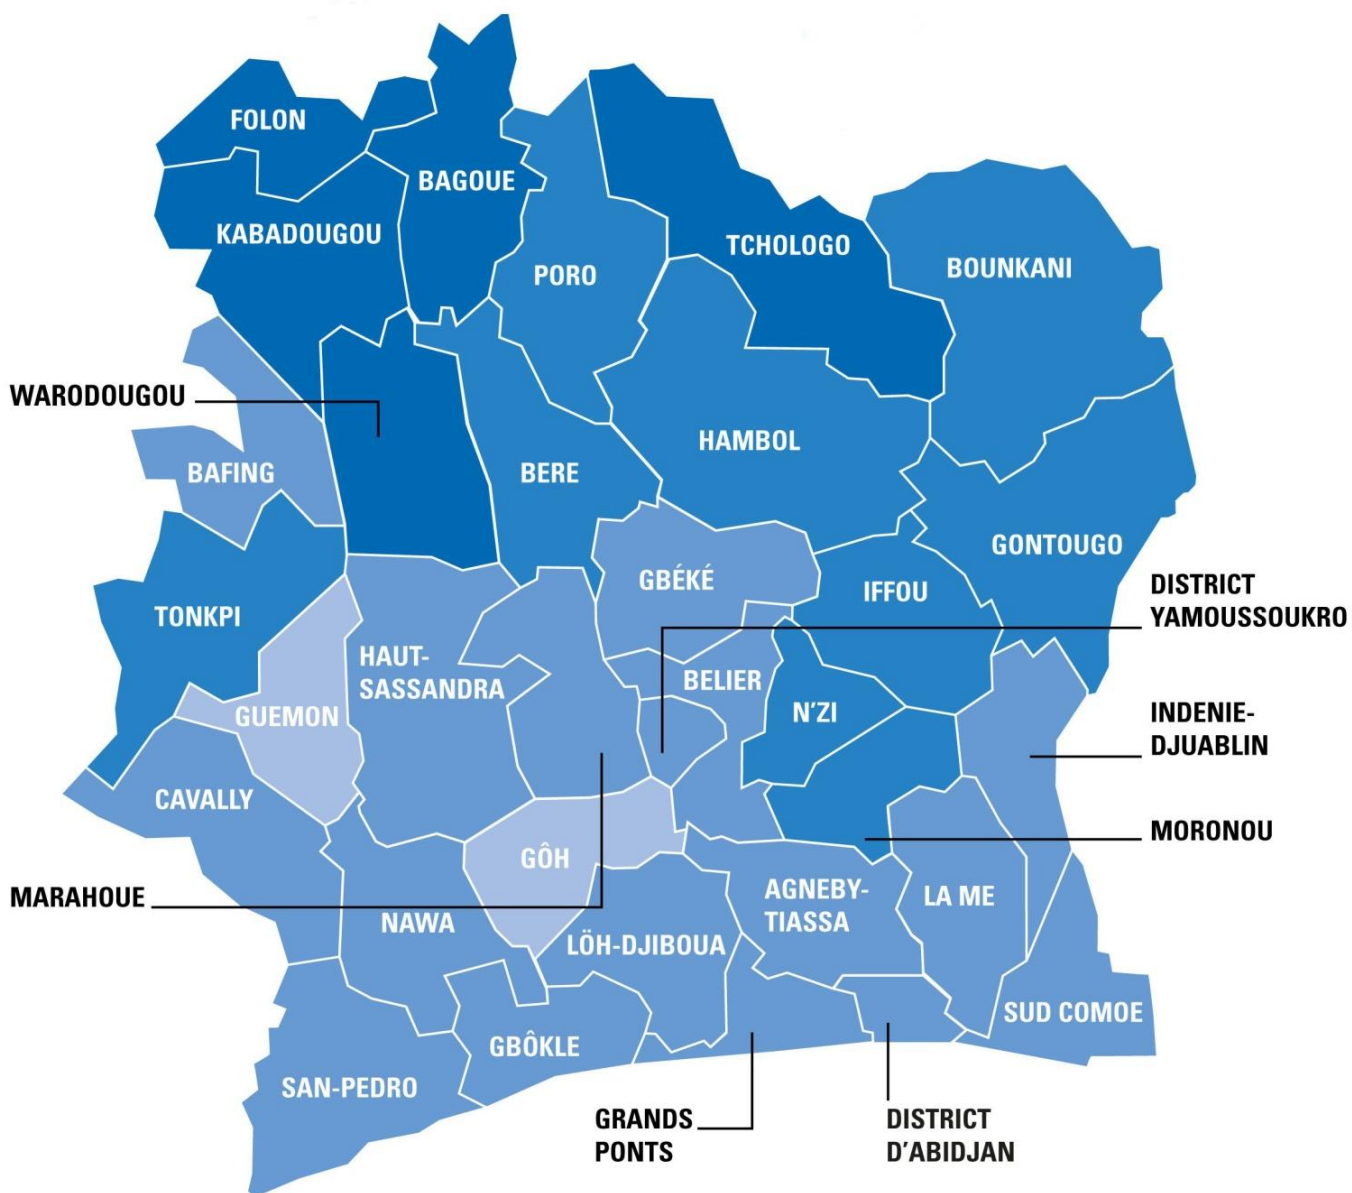 FOLON
BAGOUE
KABADOUGOU
TCHOLOGO
PORO
BOUNKANI
WARODOUGOU
HAMBOL
BAFING
BERE
GONTOUGO
GBÉKÉ
IFFOU
DISTRICT
YAMOUSSOUKRO
TONKPI
HAUT-
SASSANDRA
BELIER
GUEMON
N'ZI
INDENIE-
DJUABLIN
CAVALLY
MORONOU
GÔH
MARAHOUE
AGNEBY-
TIASSA
LA ME
NAWA
LÖH-DJIBOUA
SUD COMOE
GBÔKLE
SAN-PEDRO
GRANDS
PONTS
DISTRICT
D'ABIDJAN